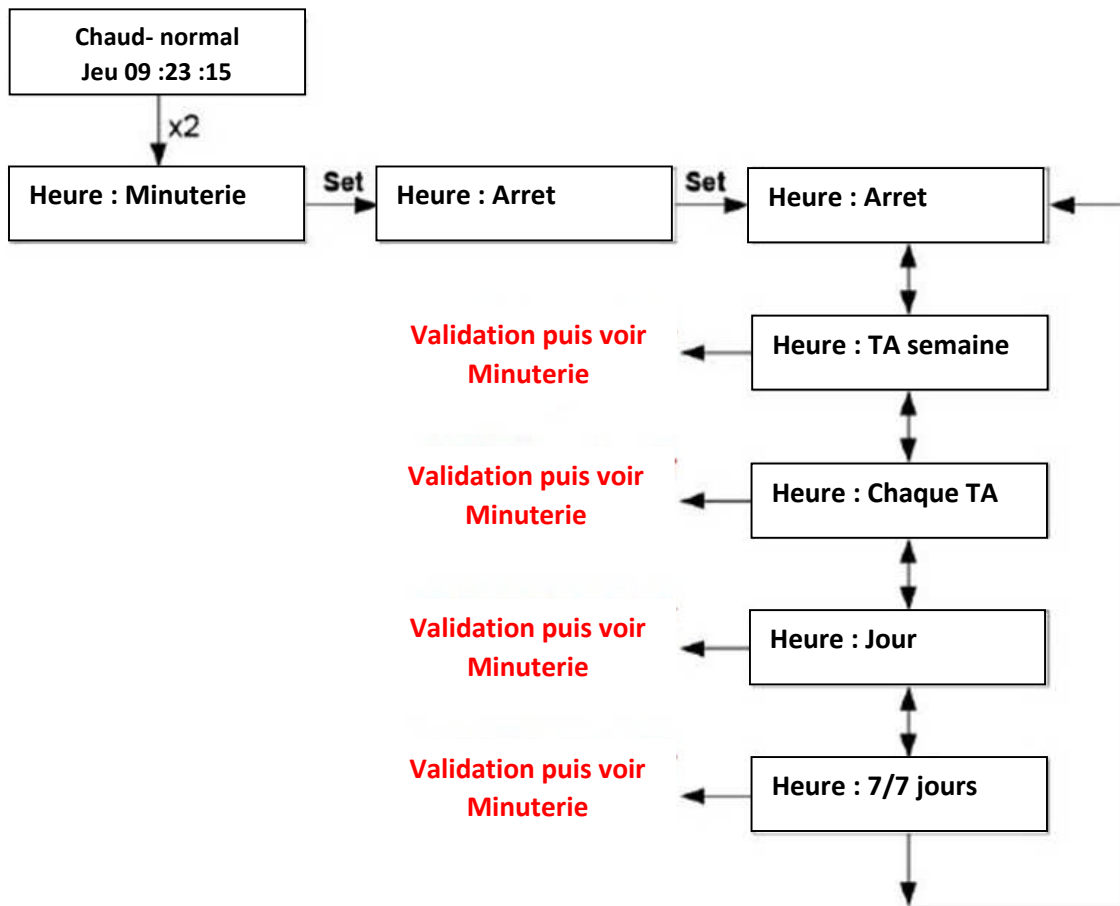 Chaud- normal
Jeu 09 :23 :15
x2
Heure : Minuterie
Set
Heure : Arret
Set
Heure : Arret
Validation puis voir
Minuterie
Heure : TA semaine
Validation puis voir
Minuterie
Heure : Chaque TA
Validation puis voir
Minuterie
Heure : Jour
Validation puis voir
Minuterie
Heure : 7/7 jours